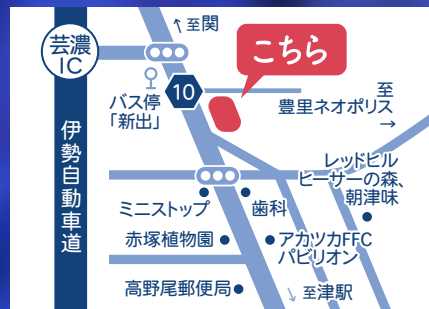 ↑至関
芸濃
IC
こちら
10
バス停
「新出」
至
豊里ネオポリス
→
伊勢自動車道
レッドヒル
ヒーサーの森、
朝津味
ミニストップ
歯科
赤塚植物園
アカツカFFC
パビリオン
高野尾郵便局
↓至津駅